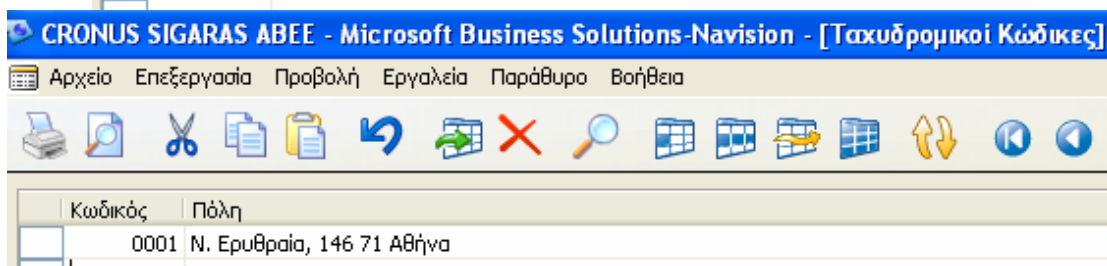 CRONUS SIGARAS ABEE - Microsoft Business Solutions-Navision - [Ταχυδρομικοί Κώδικες]
Αρχείο Επεξεργασία Προβολή Εργαλεία Παράθυρο Βοήθεια
Κωδικός Πόλη
0001 Ν. Ερυθραία, 146 71 Αθήνα